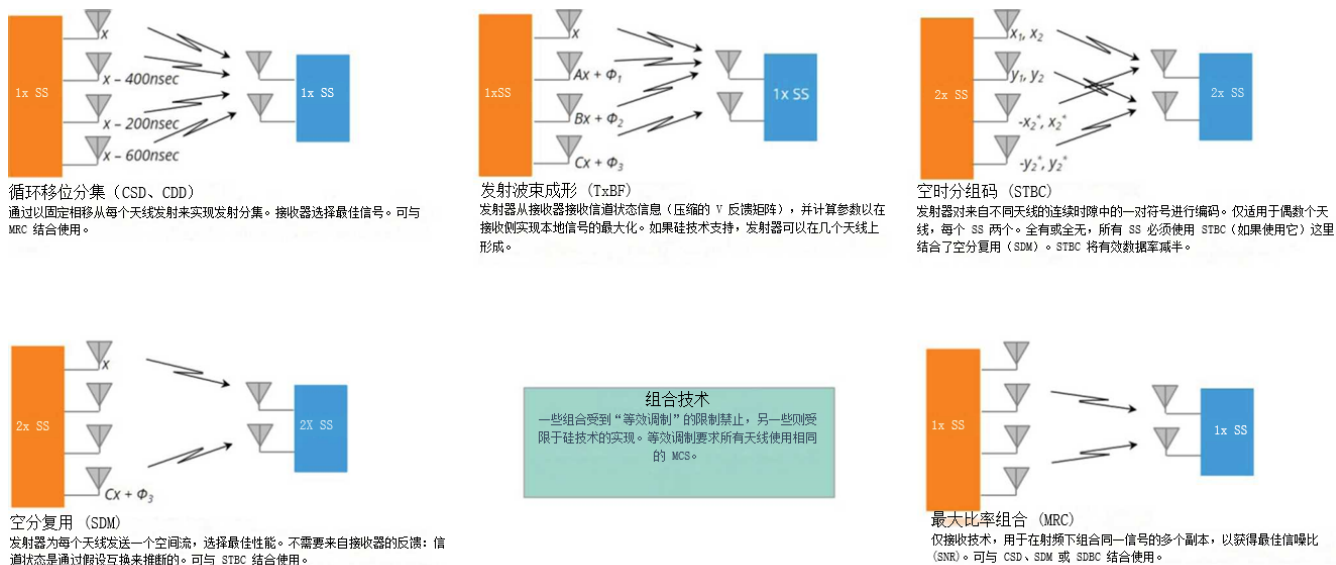 1x SS
x
x – 400nsec
x – 200nsec
x – 600nsec
1x SS
循环移位分集（CSD、CDD）
通过以固定相移从每个天线发射来实现发射分集。接收器选择最佳信号。可与
MRC 结合使用。
1xSS
x
Ax + Φ1
Bx + Φ2
Cx + Φ3
1x SS
发射波束成形 (TxBF)
发射器从接收器接收信道状态信息（压缩的 V 反馈矩阵），并计算参数以在
接收侧实现本地信号的最大化。如果硅技术支持，发射器可以在几个天线上
形成。
2x SS
x1, x2
y1, y2
-x2*, x2*
-y2*, y2*
2x SS
空时分组码 (STBC)
发射器对来自不同天线的连续时隙中的一对符号进行编码。仅适用于偶数个天
线，每个 SS 两个。全有或全无，所有 SS 必须使用 STBC（如果使用它）这里
结合了空分复用（SDM）。STBC 将有效数据率减半。
2x SS
x
Cx + Φ3
2X SS
空分复用 (SDM)
发射器为每个天线发送一个空间流，选择最佳性能。不需要来自接收器的反馈：信
道状态是通过假设互换来推断的。可与 STBC 结合使用。
组合技术
一些组合受到“等效调制”的限制禁止，另一些则受
限于硅技术的实现。等效调制要求所有天线使用相同
的 MCS。
1x SS
1x SS
最大比率组合 (MRC)
仅接收技术，用于在射频下组合同一信号的多个副本，以获得最佳信噪比
(SNR)。可与 CSD、SDM 或 SDBC 结合使用。